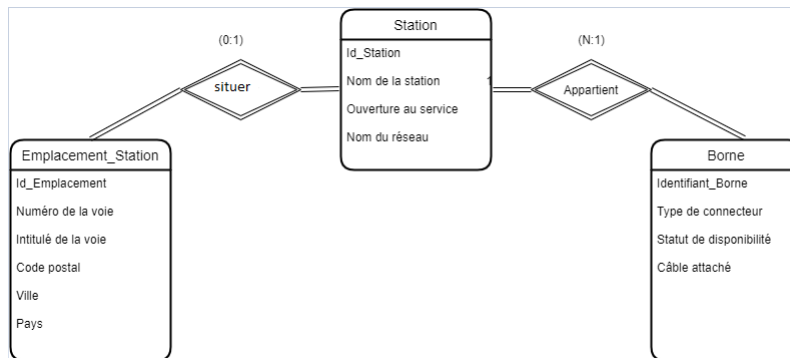 (0:1)
Station
(N:1)
Id_Station
situer
Nom de la station
1
Appartient
Ouverture au service
Nom du réseau
Emplacement_Station
Id_Emplacement
Numéro de la voie
Intitulé de la voie
Code postal
Ville
Pays
Borne
Identifiant_Borne
Type de connecteur
Statut de disponibilité
Câble attaché